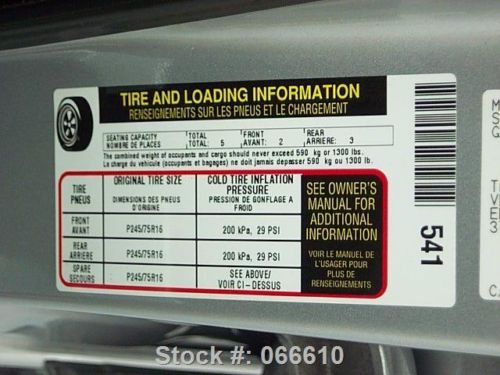 TIRE AND LOADING INFORMATION
RENSEIGNEMENTS SUR LES PNEUS ET LE CHARGEMENT
SEATING CAPACITY TOTAL FRONT REAR
NOMBRE DE PLACES TOTAL: 5 AVANT: 2 ARRIERE: 3
The combined weight of occupants and cargo should never exceed 590 kg or 1300 lbs.
La charge du véhicule (occupants et bagages) ne doit jamais dépasser 590 kg ou 1300 lb.
TIRE ORIGINAL TIRE SIZE COLD TIRE INFLATION PRESSURE
PNEUS DIMENSIONS DES PNEUS D'ORIGINE PRESSION DE GONFLAGE A FROID
FRONT
AVANT P245/75R16 200 kPa, 29 PSI
REAR
ARRIERE P245/75R16 200 kPa, 29 PSI
SPARE
SECOURS P245/75R16 SEE ABOVE/
VOIR CI-DESSUS
SEE OWNER'S
MANUAL FOR
ADDITIONAL
INFORMATION
VOIR LE MANUEL DE
L'USAGER POUR
PLUS DE
RENSEIGNEMENTS
541
Stock #: 066610